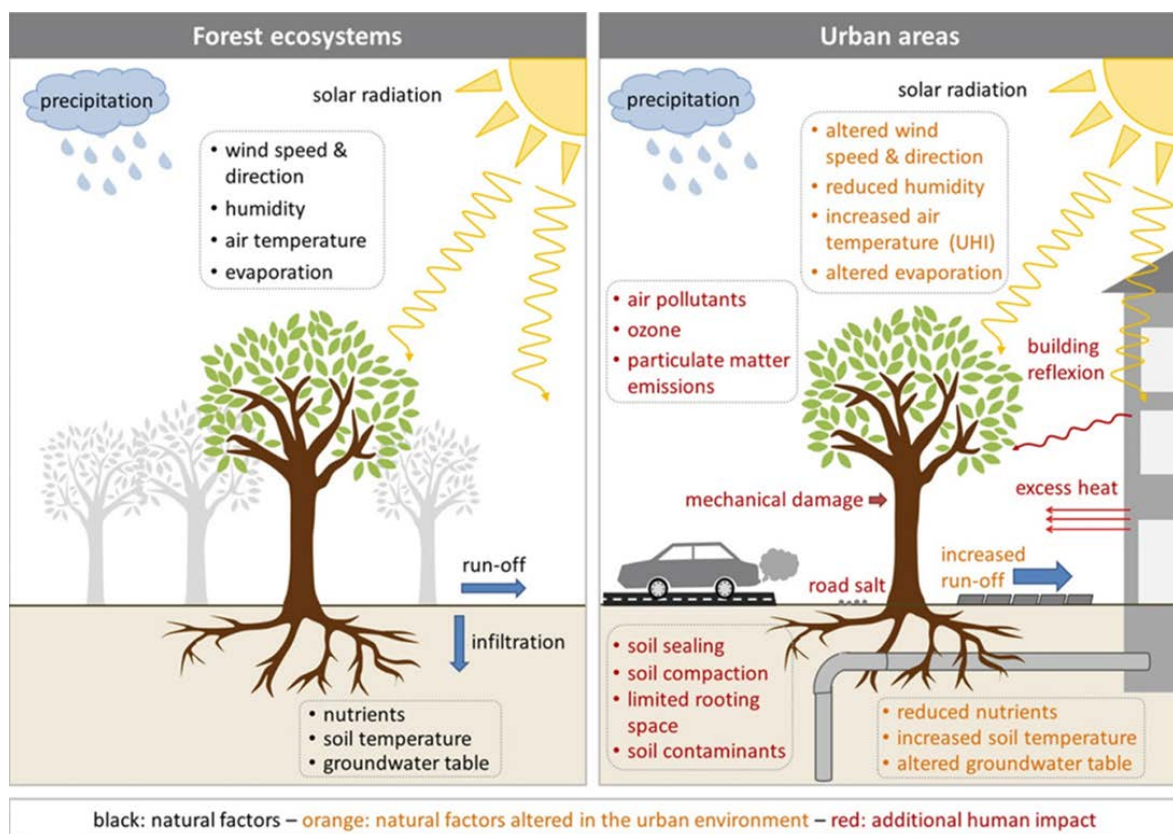 Forest ecosystems
precipitation
solar radiation
• wind speed &
direction
• humidity
• air temperature
• evaporation
run-off
infiltration
• nutrients
• soil temperature
• groundwater table
Urban areas
precipitation
solar radiation
• altered wind
speed & direction
• reduced humidity
• increased air
temperature (UHI)
• altered evaporation
• air pollutants
• ozone
• particulate matter
emissions
building
reflexion
mechanical damage
excess heat
increased
run-off
road salt
• soil sealing
• soil compaction
• limited rooting
space
• soil contaminants
• reduced nutrients
• increased soil temperature
• altered groundwater table
black: natural factors – orange: natural factors altered in the urban environment – red: additional human impact